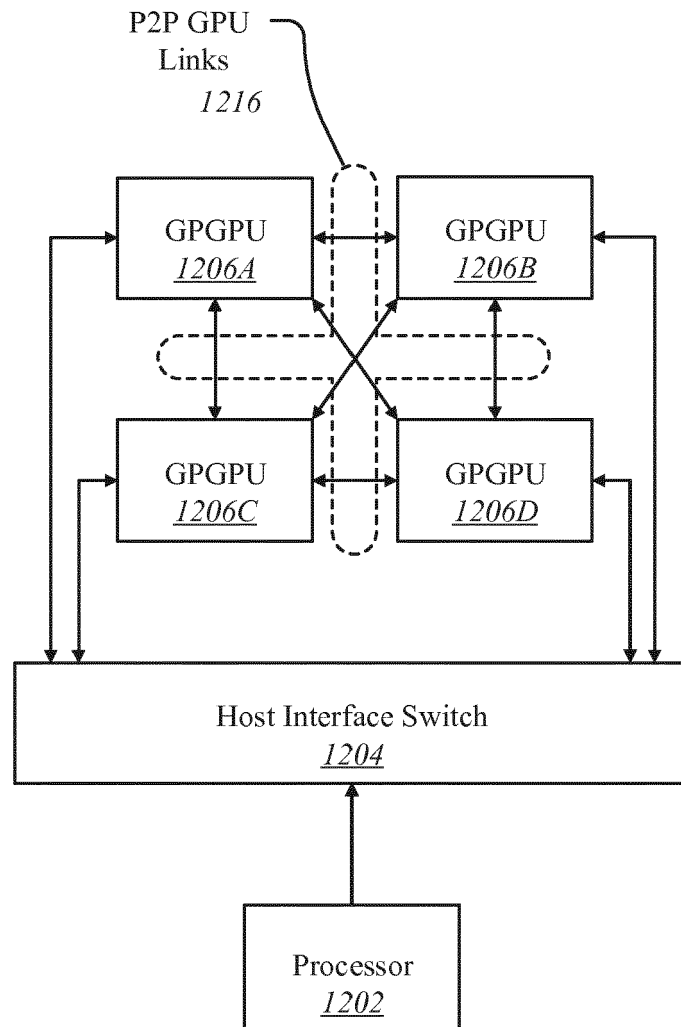 P2P GPU
Links
1216
GPGPU
1206A
GPGPU
1206B
GPGPU
1206C
GPGPU
1206D
Host Interface Switch
1204
Processor
1202